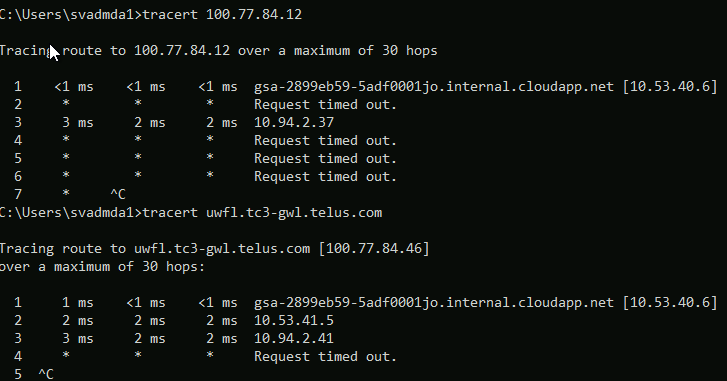 C:\Users\svadmda1>tracert 100.77.84.12
Tracing route to 100.77.84.12 over a maximum of 30 hops
1 <1 ms <1 ms <1 ms gsa-2899eb59-5adf0001jo.internal.cloudapp.net [10.53.40.6]
2 * * * Request timed out.
3 3 ms 2 ms 2 ms 10.94.2.37
4 * * * Request timed out.
5 * * * Request timed out.
6 * * * Request timed out.
7 * ^C
C:\Users\svadmda1>tracert uwfl.tc3-gwl.telus.com
Tracing route to uwfl.tc3-gwl.telus.com [100.77.84.46]
over a maximum of 30 hops:
1 1 ms <1 ms <1 ms gsa-2899eb59-5adf0001jo.internal.cloudapp.net [10.53.40.6]
2 2 ms 2 ms 2 ms 10.53.41.5
3 3 ms 2 ms 2 ms 10.94.2.41
4 * * * Request timed out.
5 ^C